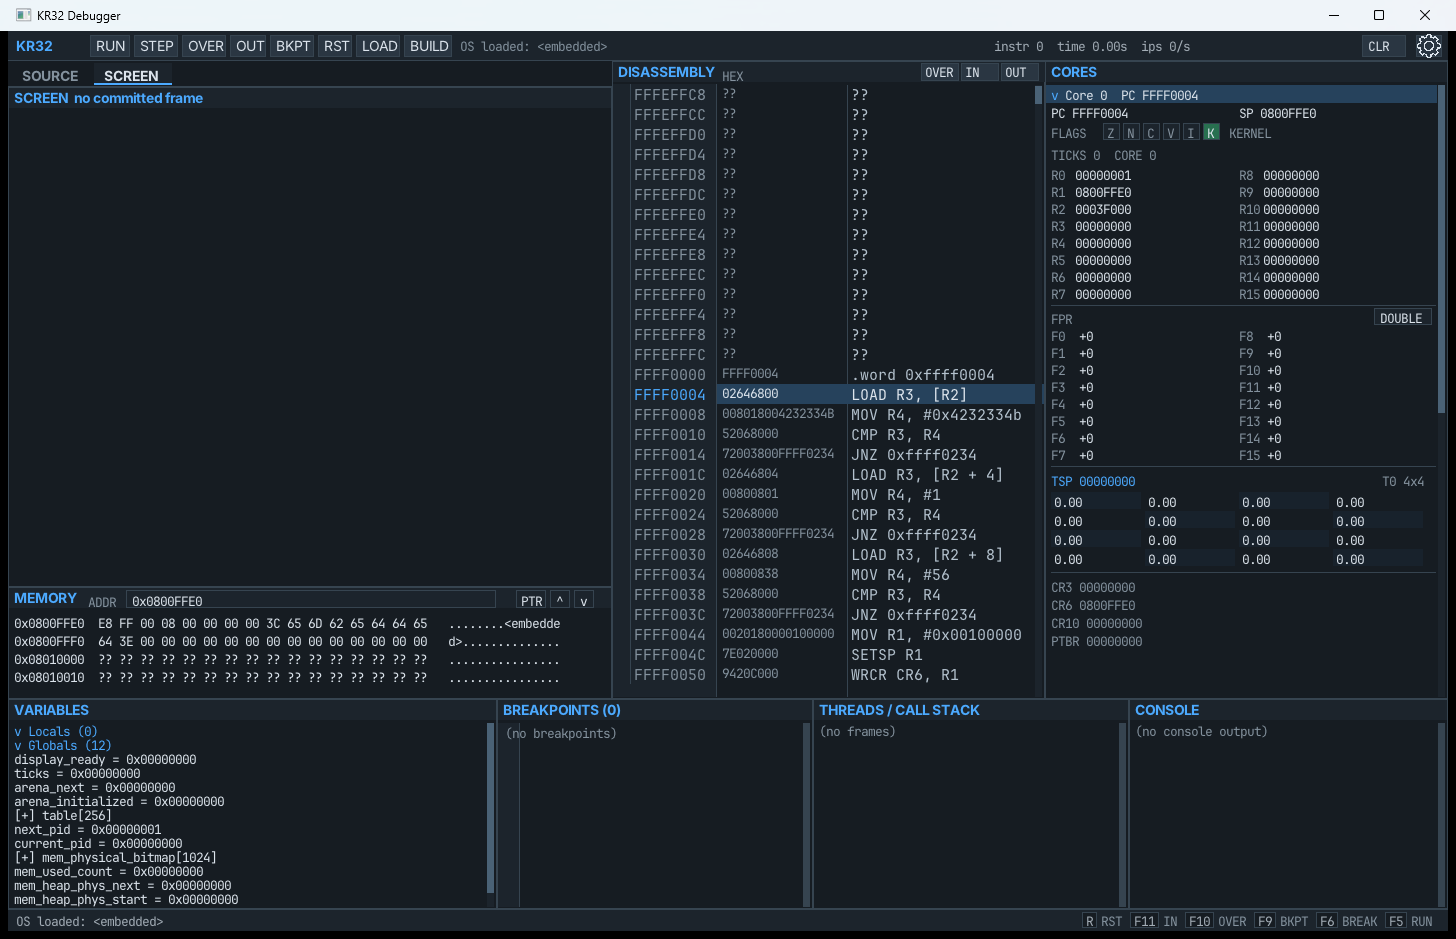 KR32 Debugger
KR32 RUN STEP OVER OUT BKPT RST LOAD BUILD OS loaded: <embedded> instr 0 time 0.00s ips 0/s CLR
SOURCE SCREEN
SCREEN no committed frame
MEMORY ADDR 0x0800FFE0 PTR ^ v
0x0800FFE0 E8 FF 00 08 00 00 00 00 3C 65 6D 62 65 64 64 65 ........<embedde
0x0800FFF0 64 3E 00 00 00 00 00 00 00 00 00 00 00 00 00 00 d>..............
0x08010000 ?? ?? ?? ?? ?? ?? ?? ?? ?? ?? ?? ?? ?? ?? ?? ?? ................
0x08010010 ?? ?? ?? ?? ?? ?? ?? ?? ?? ?? ?? ?? ?? ?? ?? ?? ................
DISASSEMBLY HEX OVER IN OUT
FFFEFFC8 ?? ??
FFFEFFCC ?? ??
FFFEFFD0 ?? ??
FFFEFFD4 ?? ??
FFFEFFD8 ?? ??
FFFEFFDC ?? ??
FFFEFFE0 ?? ??
FFFEFFE4 ?? ??
FFFEFFE8 ?? ??
FFFEFFEC ?? ??
FFFEFFF0 ?? ??
FFFEFFF4 ?? ??
FFFEFFF8 ?? ??
FFFEFFFC ?? ??
FFFF0000 FFFF0004 .word 0xffff0004
FFFF0004 02646800 LOAD R3, [R2]
FFFF0008 008018004232334B MOV R4, #0x4232334b
FFFF0010 52068000 CMP R3, R4
FFFF0014 72003800FFFF0234 JNZ 0xffff0234
FFFF001C 02646804 LOAD R3, [R2 + 4]
FFFF0020 00800801 MOV R4, #1
FFFF0024 52068000 CMP R3, R4
FFFF0028 72003800FFFF0234 JNZ 0xffff0234
FFFF0030 02646808 LOAD R3, [R2 + 8]
FFFF0034 00800838 MOV R4, #56
FFFF0038 52068000 CMP R3, R4
FFFF003C 72003800FFFF0234 JNZ 0xffff0234
FFFF0044 0020180000100000 MOV R1, #0x00100000
FFFF004C 7E020000 SETSP R1
FFFF0050 9420C000 WRCR CR6, R1
CORES
v Core 0 PC FFFF0004
PC FFFF0004 SP 0800FFE0
FLAGS Z N C V I K KERNEL
TICKS 0 CORE 0
R0 00000001 R8 00000000
R1 0800FFE0 R9 00000000
R2 0003F000 R10 00000000
R3 00000000 R11 00000000
R4 00000000 R12 00000000
R5 00000000 R13 00000000
R6 00000000 R14 00000000
R7 00000000 R15 00000000
FPR DOUBLE
F0 +0 F8 +0
F1 +0 F9 +0
F2 +0 F10 +0
F3 +0 F11 +0
F4 +0 F12 +0
F5 +0 F13 +0
F6 +0 F14 +0
F7 +0 F15 +0
TSP 00000000 T0 4x4
0.00 0.00 0.00 0.00
0.00 0.00 0.00 0.00
0.00 0.00 0.00 0.00
0.00 0.00 0.00 0.00
CR3 00000000
CR6 0800FFE0
CR10 00000000
PTBR 00000000
VARIABLES
v Locals (0)
v Globals (12)
display_ready = 0x00000000
ticks = 0x00000000
arena_next = 0x00000000
arena_initialized = 0x00000000
[+] table[256]
next_pid = 0x00000001
current_pid = 0x00000000
[+] mem_physical_bitmap[1024]
mem_used_count = 0x00000000
mem_heap_phys_next = 0x00000000
mem_heap_phys_start = 0x00000000
BREAKPOINTS (0)
(no breakpoints)
THREADS / CALL STACK
(no frames)
CONSOLE
(no console output)
OS loaded: <embedded> R RST F11 IN F10 OVER F9 BKPT F6 BREAK F5 RUN